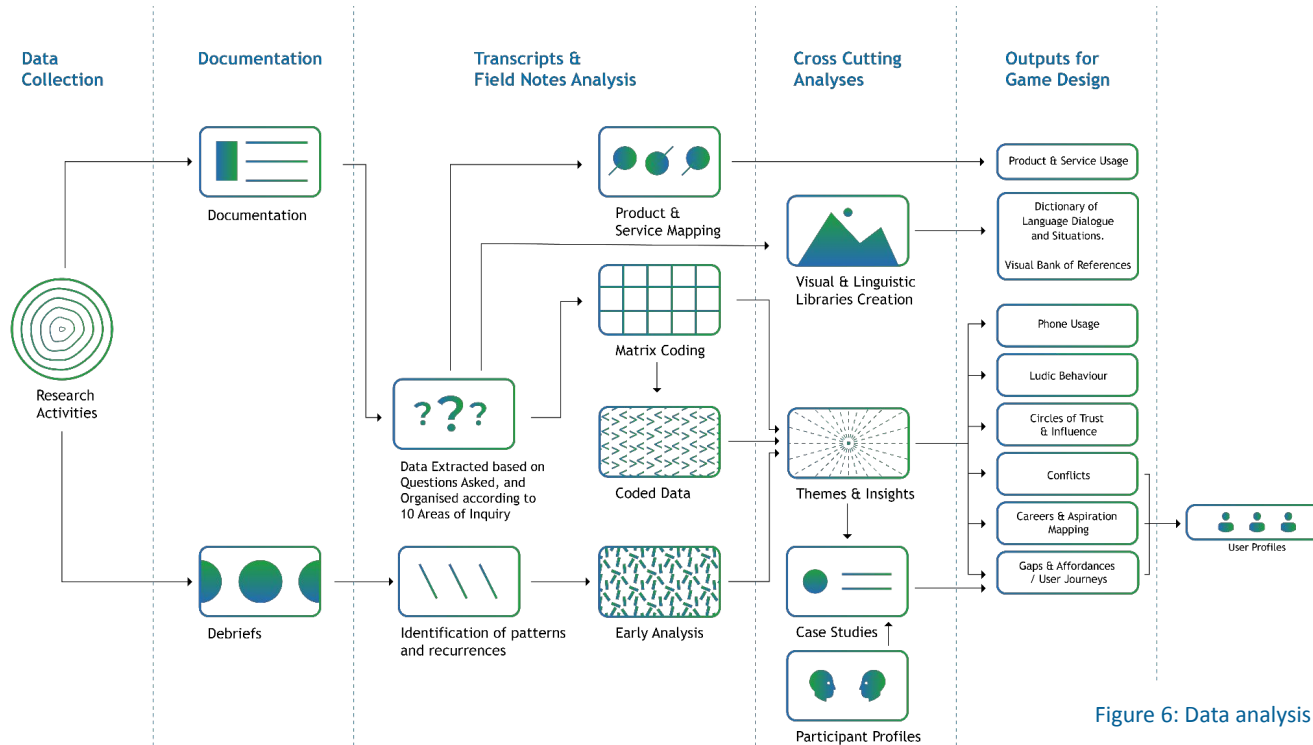 Data
Collection
Documentation
Transcripts &
Field Notes Analysis
Cross Cutting
Analyses
Outputs for
Game Design
Research
Activities
Documentation
Debriefs
? ? ?
Data Extracted based on
Questions Asked, and
Organised according to
10 Areas of Inquiry
Identification of patterns
and recurrences
Product &
Service Mapping
Matrix Coding
Coded Data
Early Analysis
Visual & Linguistic
Libraries Creation
Themes & Insights
Case Studies
Participant Profiles
Product & Service Usage
Dictionary of
Language Dialogue
and Situations.
Visual Bank of References
Phone Usage
Ludic Behaviour
Circles of Trust
& Influence
Conflicts
Careers & Aspiration
Mapping
Gaps & Affordances
/ User Journeys
User Profiles
Figure 6: Data analysis